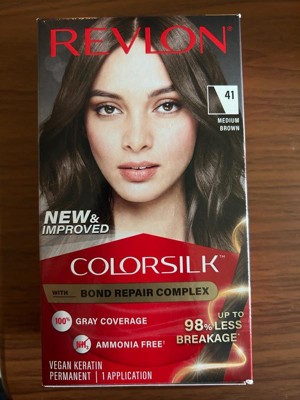 REVLON
41
MEDIUM
BROWN
NEW &
IMPROVED
COLORSILK™
WITH
BOND REPAIR COMPLEX
100% GRAY COVERAGE
AMMONIA FREE†
UP TO
98% LESS
BREAKAGE*
VEGAN KERATIN
PERMANENT | 1 APPLICATION